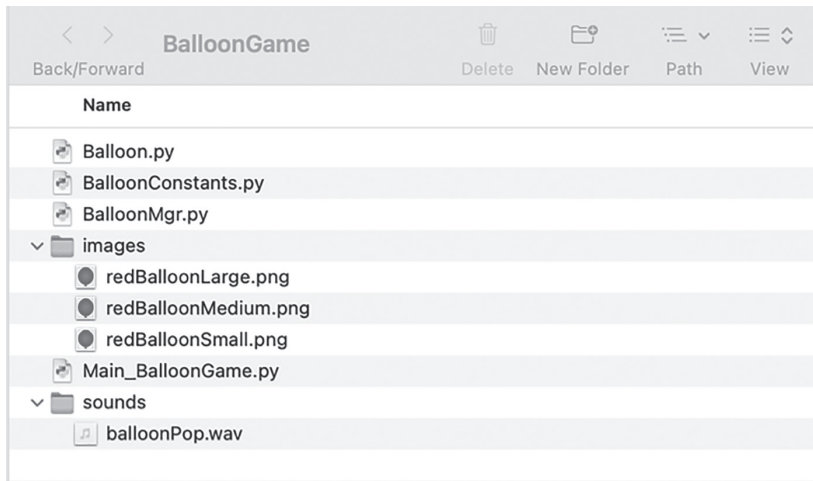 BalloonGame
Back/Forward Delete New Folder Path View
Name
Balloon.py
BalloonConstants.py
BalloonMgr.py
images
redBalloonLarge.png
redBalloonMedium.png
redBalloonSmall.png
Main_BalloonGame.py
sounds
balloonPop.wav